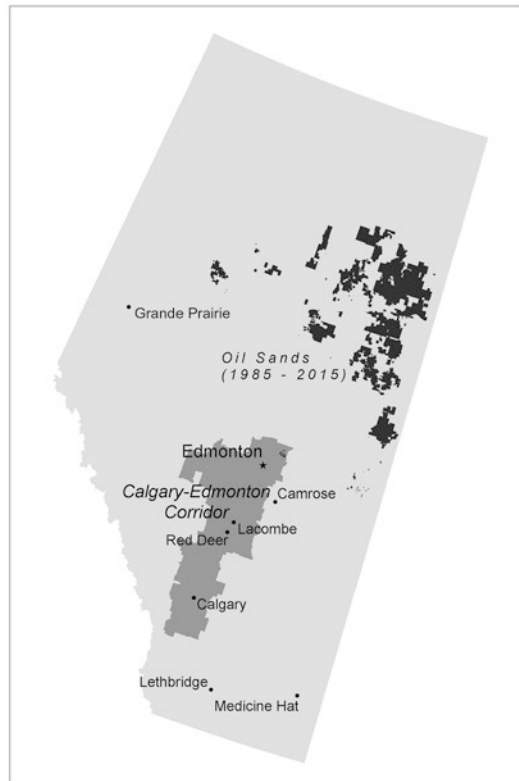 Grande Prairie
Oil Sands
(1985 - 2015)
Edmonton
Calgary-Edmonton
Corridor
Camrose
Lacombe
Red Deer
Calgary
Lethbridge
Medicine Hat